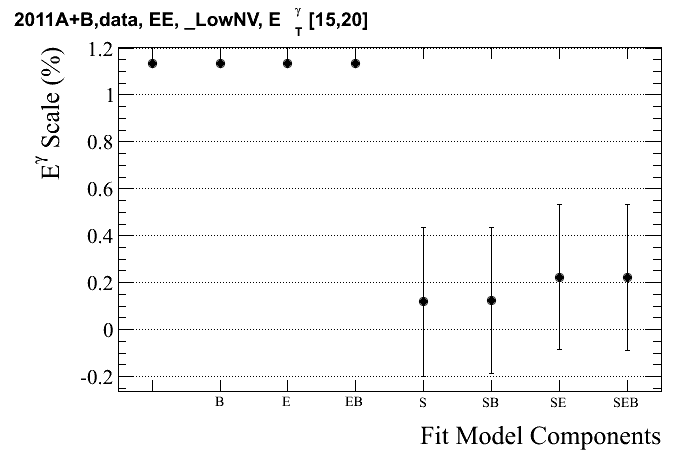 2011A+B,data, EE, _LowNV, E γ T [15,20]
E γ Scale (%)
1.2
1
0.8
0.6
0.4
0.2
0
-0.2
B E EB S SB SE SEB
Fit Model Components